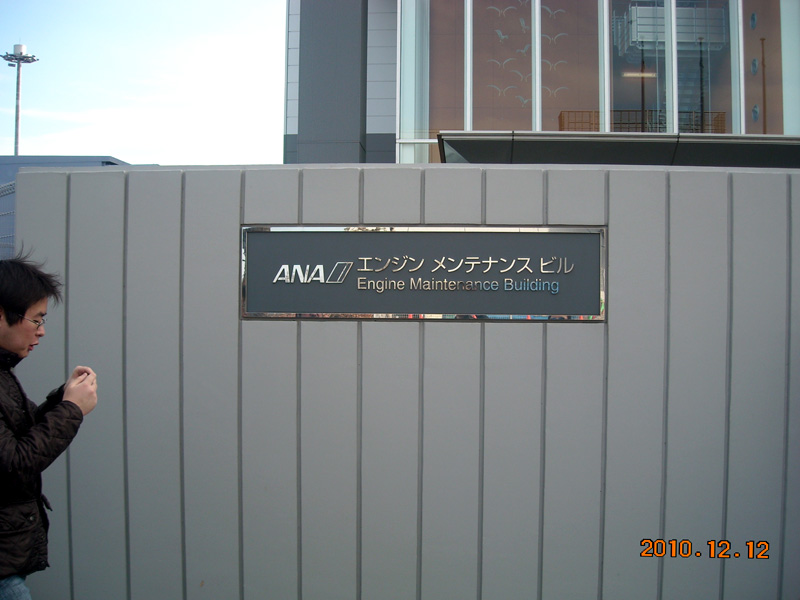 ANA エンジン メンテナンス ビル
Engine Maintenance Building
2010.12.12